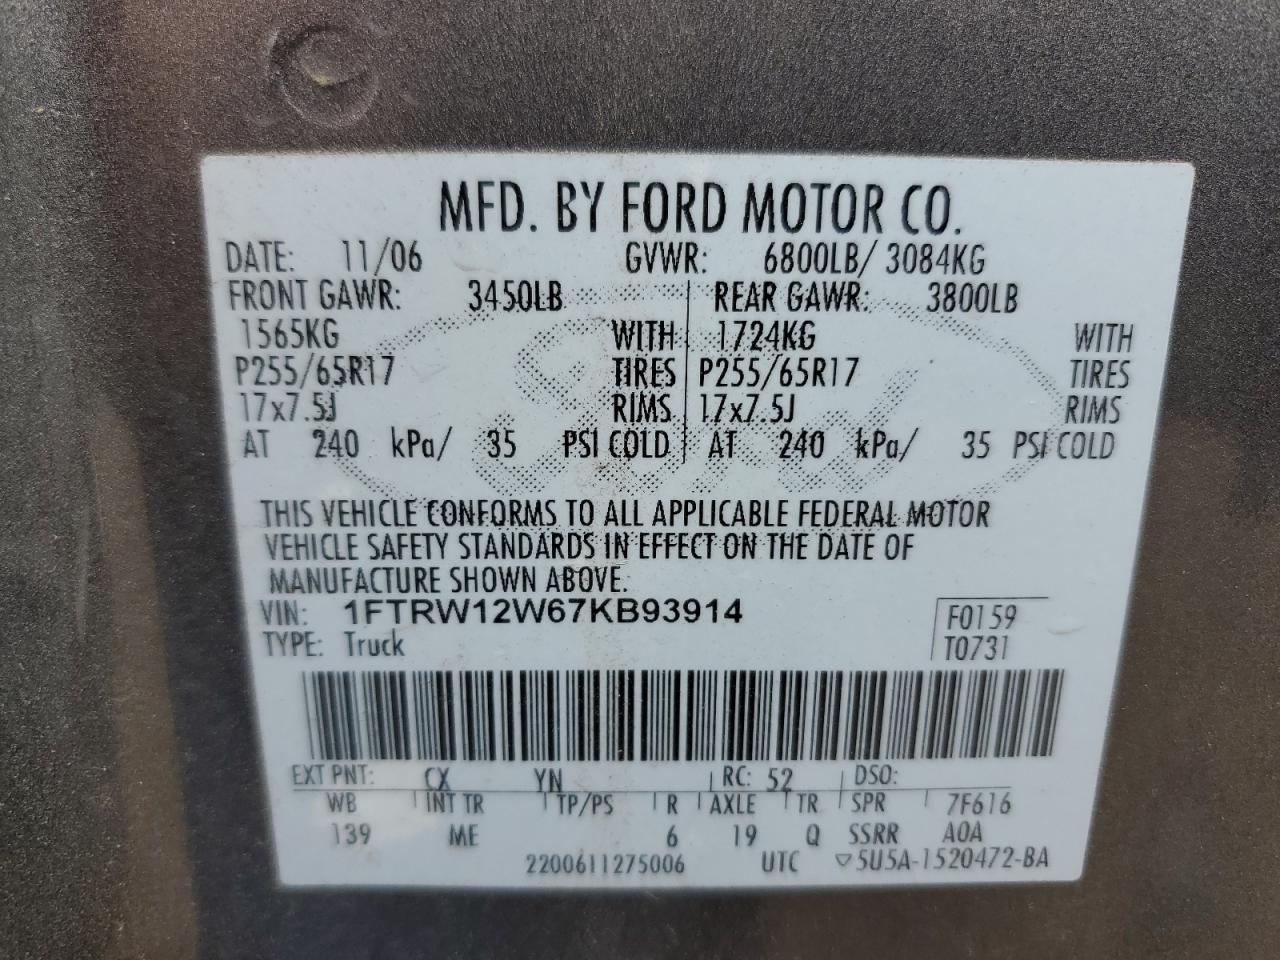 MFD. BY FORD MOTOR CO.
DATE: 11/06 GVWR: 6800LB/ 3084KG
FRONT GAWR: 3450LB REAR GAWR: 3800LB
1565KG WITH 1724KG WITH
P255/65R17 TIRES P255/65R17 TIRES
17x7.5J RIMS 17x7.5J RIMS
AT 240 kPa/ 35 PSI COLD AT 240 kPa/ 35 PSI COLD
THIS VEHICLE CONFORMS TO ALL APPLICABLE FEDERAL MOTOR
VEHICLE SAFETY STANDARDS IN EFFECT ON THE DATE OF
MANUFACTURE SHOWN ABOVE.
VIN: 1FTRW12W67KB93914 F0159
TYPE: Truck T0731
EXT PNT: CX YN RC: 52 DSO:
WB INT TR TP/PS R AXLE TR SPR 7F616
139 ME 6 19 Q SSRR A0A
2200611275006 UTC ▽5U5A-1520472-BA